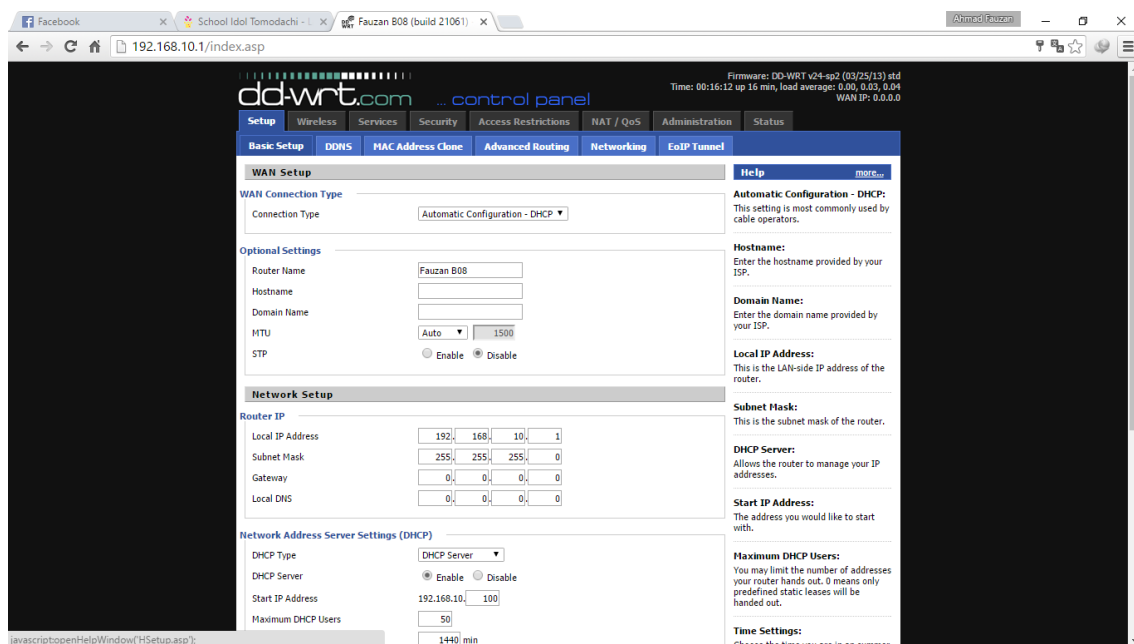 Facebook
School Idol Tomodachi - L
Fauzan B08 (build 21061)
Ahmad Fauzan
192.168.10.1/index.asp
dd-wrt.com ... control panel
Firmware: DD-WRT v24-sp2 (03/25/13) std
Time: 00:16:12 up 16 min, load average: 0.00, 0.03, 0.04
WAN IP: 0.0.0.0
Setup Wireless Services Security Access Restrictions NAT / QoS Administration Status
Basic Setup DDNS MAC Address Clone Advanced Routing Networking EoIP Tunnel
WAN Setup
WAN Connection Type
Connection Type Automatic Configuration - DHCP
Optional Settings
Router Name Fauzan B08
Hostname
Domain Name
MTU Auto 1500
STP Enable Disable
Network Setup
Router IP
Local IP Address 192. 168. 10. 1
Subnet Mask 255. 255. 255. 0
Gateway 0. 0. 0. 0
Local DNS 0. 0. 0. 0
Network Address Server Settings (DHCP)
DHCP Type DHCP Server
DHCP Server Enable Disable
Start IP Address 192.168.10. 100
Maximum DHCP Users 50
1440 min
Help more...
Automatic Configuration - DHCP:
This setting is most commonly used by
cable operators.
Hostname:
Enter the hostname provided by your
ISP.
Domain Name:
Enter the domain name provided by
your ISP.
Local IP Address:
This is the LAN-side IP address of the
router.
Subnet Mask:
This is the subnet mask of the router.
DHCP Server:
Allows the router to manage your IP
addresses.
Start IP Address:
The address you would like to start
with.
Maximum DHCP Users:
You may limit the number of addresses
your router hands out. 0 means only
predefined static leases will be
handed out.
Time Settings:
Choose the time you are in an summer
javascript:openHelpWindow('HSetup.asp');